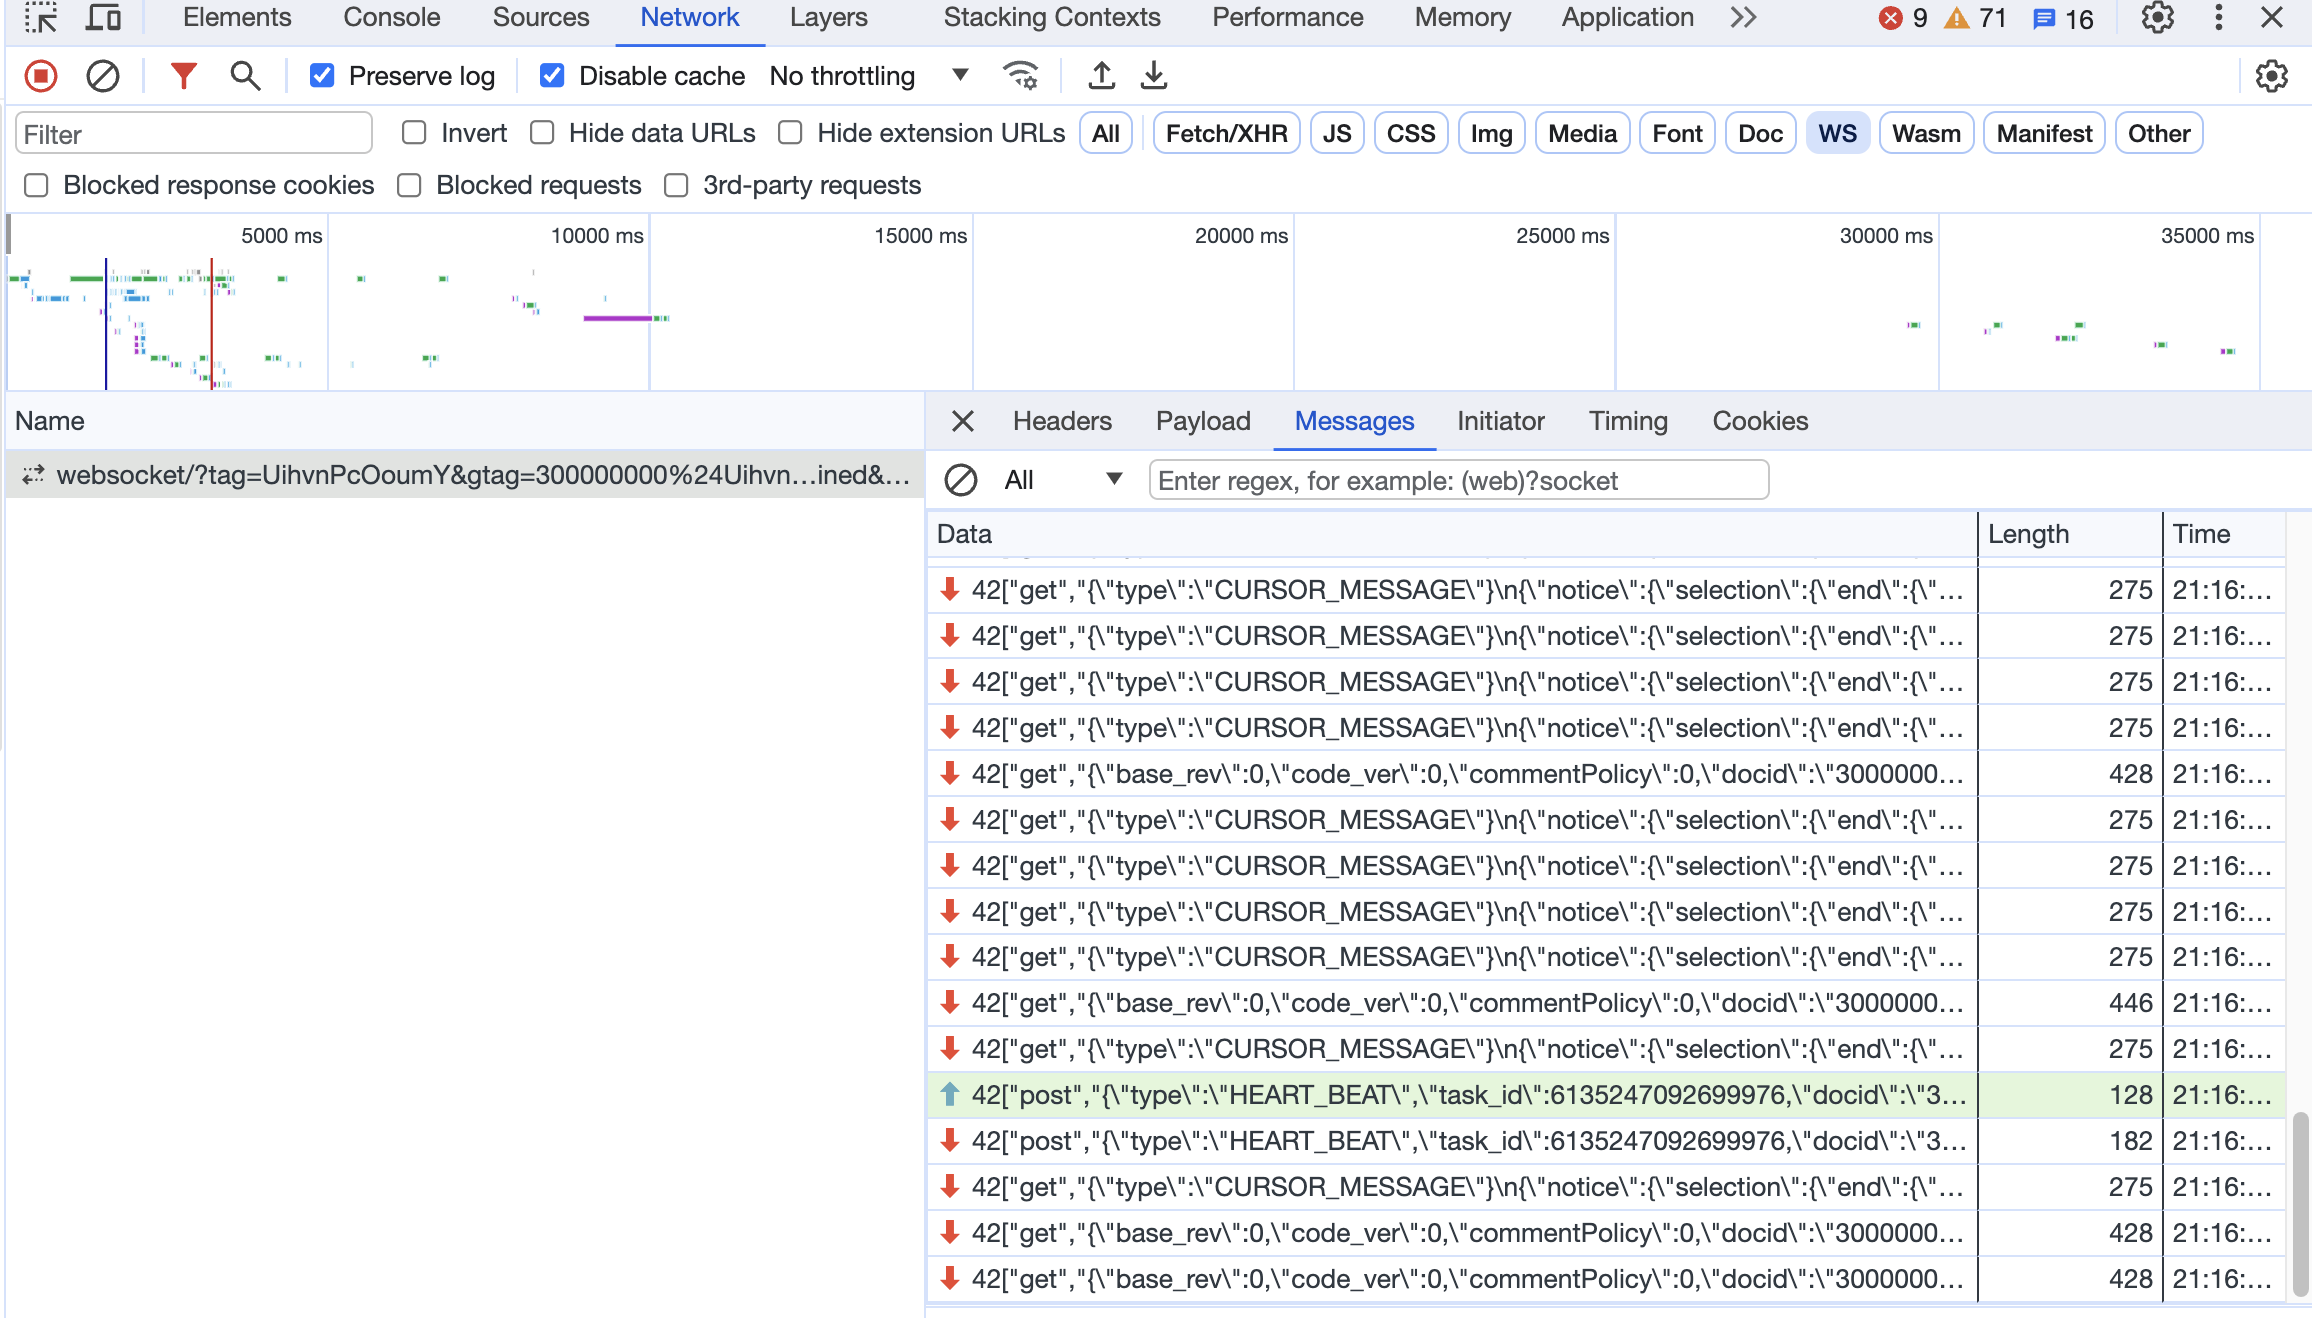 Elements Console Sources Network Layers Stacking Contexts Performance Memory Application 9 71 16
Preserve log Disable cache No throttling
Filter Invert Hide data URLs Hide extension URLs All Fetch/XHR JS CSS Img Media Font Doc WS Wasm Manifest Other
Blocked response cookies Blocked requests 3rd-party requests
5000 ms 10000 ms 15000 ms 20000 ms 25000 ms 30000 ms 35000 ms
Name
websocket/?tag=UihvnPcOoumY&gtag=300000000%24Uihvn…ined&…
Headers Payload Messages Initiator Timing Cookies
All Enter regex, for example: (web)?socket
Data Length Time
42["get","{\"type\":\"CURSOR_MESSAGE\"}\n{\"notice\":{\"selection\":{\"end\":{\"… 275 21:16:…
42["get","{\"type\":\"CURSOR_MESSAGE\"}\n{\"notice\":{\"selection\":{\"end\":{\"… 275 21:16:…
42["get","{\"type\":\"CURSOR_MESSAGE\"}\n{\"notice\":{\"selection\":{\"end\":{\"… 275 21:16:…
42["get","{\"type\":\"CURSOR_MESSAGE\"}\n{\"notice\":{\"selection\":{\"end\":{\"… 275 21:16:…
42["get","{\"base_rev\":0,\"code_ver\":0,\"commentPolicy\":0,\"docid\":\"3000000… 428 21:16:…
42["get","{\"type\":\"CURSOR_MESSAGE\"}\n{\"notice\":{\"selection\":{\"end\":{\"… 275 21:16:…
42["get","{\"type\":\"CURSOR_MESSAGE\"}\n{\"notice\":{\"selection\":{\"end\":{\"… 275 21:16:…
42["get","{\"type\":\"CURSOR_MESSAGE\"}\n{\"notice\":{\"selection\":{\"end\":{\"… 275 21:16:…
42["get","{\"type\":\"CURSOR_MESSAGE\"}\n{\"notice\":{\"selection\":{\"end\":{\"… 275 21:16:…
42["get","{\"base_rev\":0,\"code_ver\":0,\"commentPolicy\":0,\"docid\":\"3000000… 446 21:16:…
42["get","{\"type\":\"CURSOR_MESSAGE\"}\n{\"notice\":{\"selection\":{\"end\":{\"… 275 21:16:…
42["post","{\"type\":\"HEART_BEAT\",\"task_id\":6135247092699976,\"docid\":\"3… 128 21:16:…
42["post","{\"type\":\"HEART_BEAT\",\"task_id\":6135247092699976,\"docid\":\"3… 182 21:16:…
42["get","{\"type\":\"CURSOR_MESSAGE\"}\n{\"notice\":{\"selection\":{\"end\":{\"… 275 21:16:…
42["get","{\"base_rev\":0,\"code_ver\":0,\"commentPolicy\":0,\"docid\":\"3000000… 428 21:16:…
42["get","{\"base_rev\":0,\"code_ver\":0,\"commentPolicy\":0,\"docid\":\"3000000… 428 21:16:…